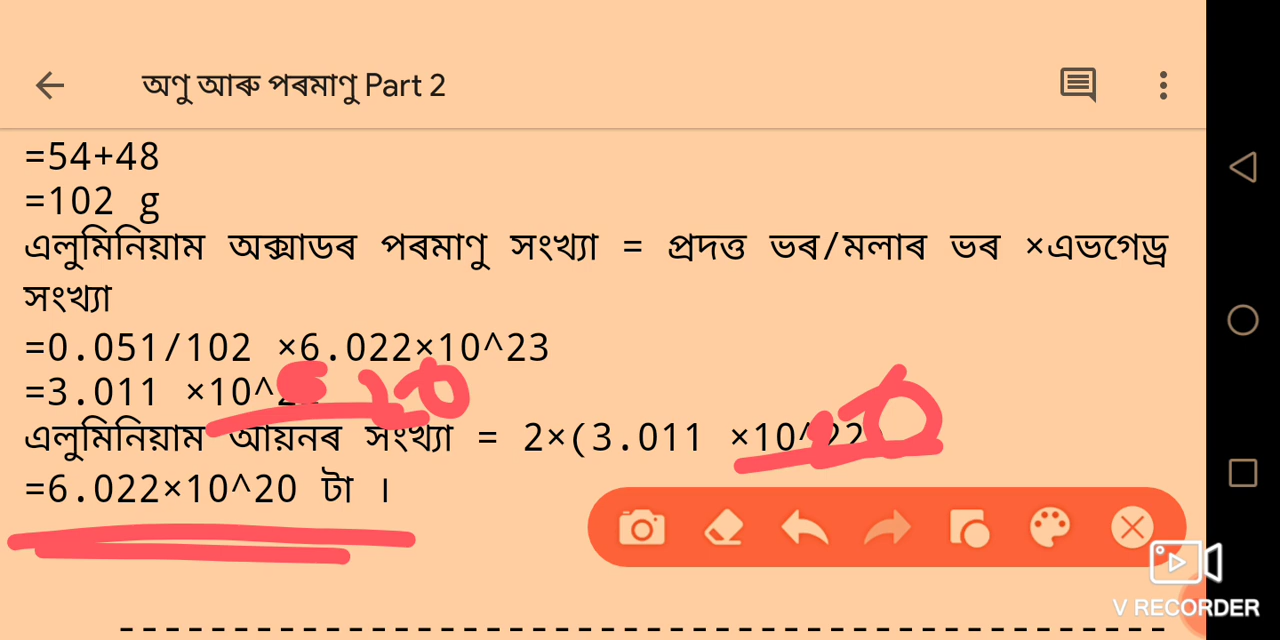 অণু আৰু পৰমাণু Part 2
=54+48
=102 g
এলুমিনিয়াম অক্সাডৰ পৰমাণু সংখ্যা = প্ৰদত্ত ভৰ/মলাৰ ভৰ ×এভগেড্ৰ
সংখ্যা
=0.051/102 ×6.022×10^23
=3.011 ×10^
এলুমিনিয়াম আয়নৰ সংখ্যা = 2×(3.011 ×10^22
=6.022×10^20 টা ।
V RECORDER